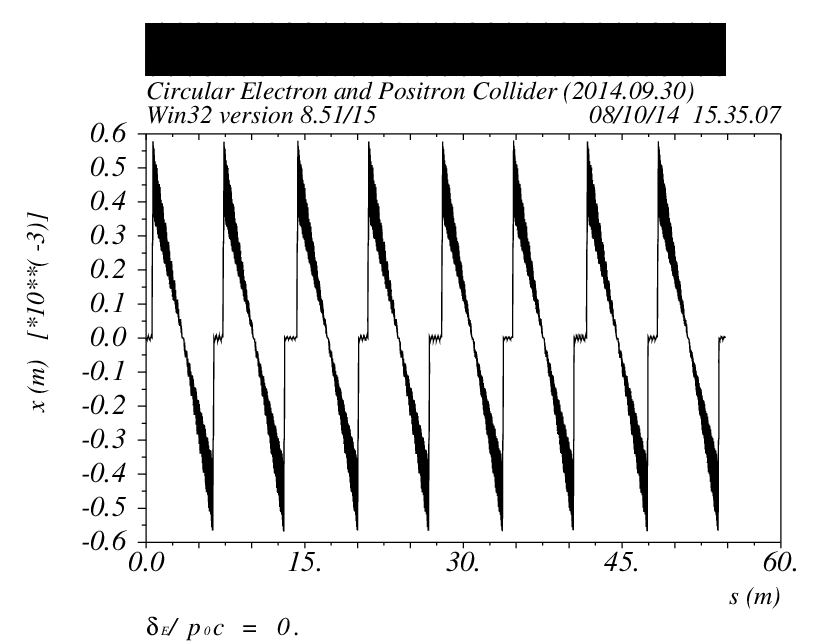 Circular Electron and Positron Collider (2014.09.30)
Win32 version 8.51/15 08/10/14 15.35.07
x (m) [*10**( -3)]
0.6
0.5
0.4
0.3
0.2
0.1
0.0
-0.1
-0.2
-0.3
-0.4
-0.5
-0.6
0.0 15. 30. 45. 60.
s (m)
δE/ p0c = 0.